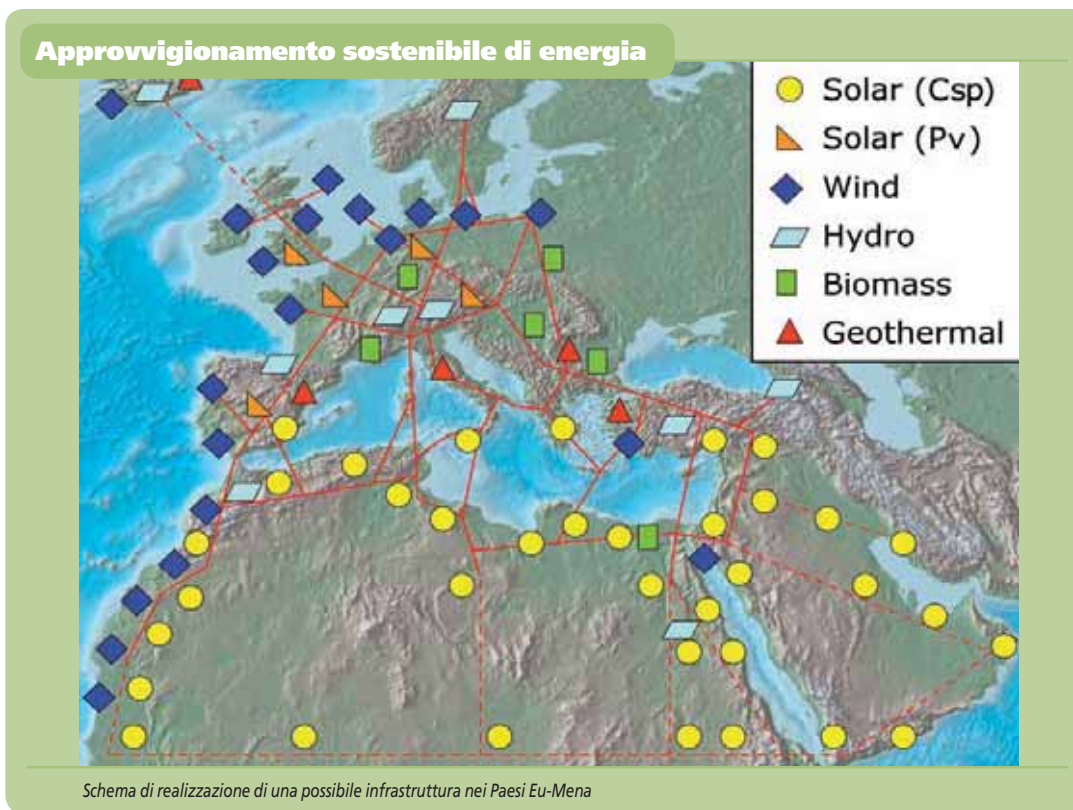 Approvvigionamento sostenibile di energia
Solar (Csp)
Solar (Pv)
Wind
Hydro
Biomass
Geothermal
Schema di realizzazione di una possibile infrastruttura nei Paesi Eu-Mena